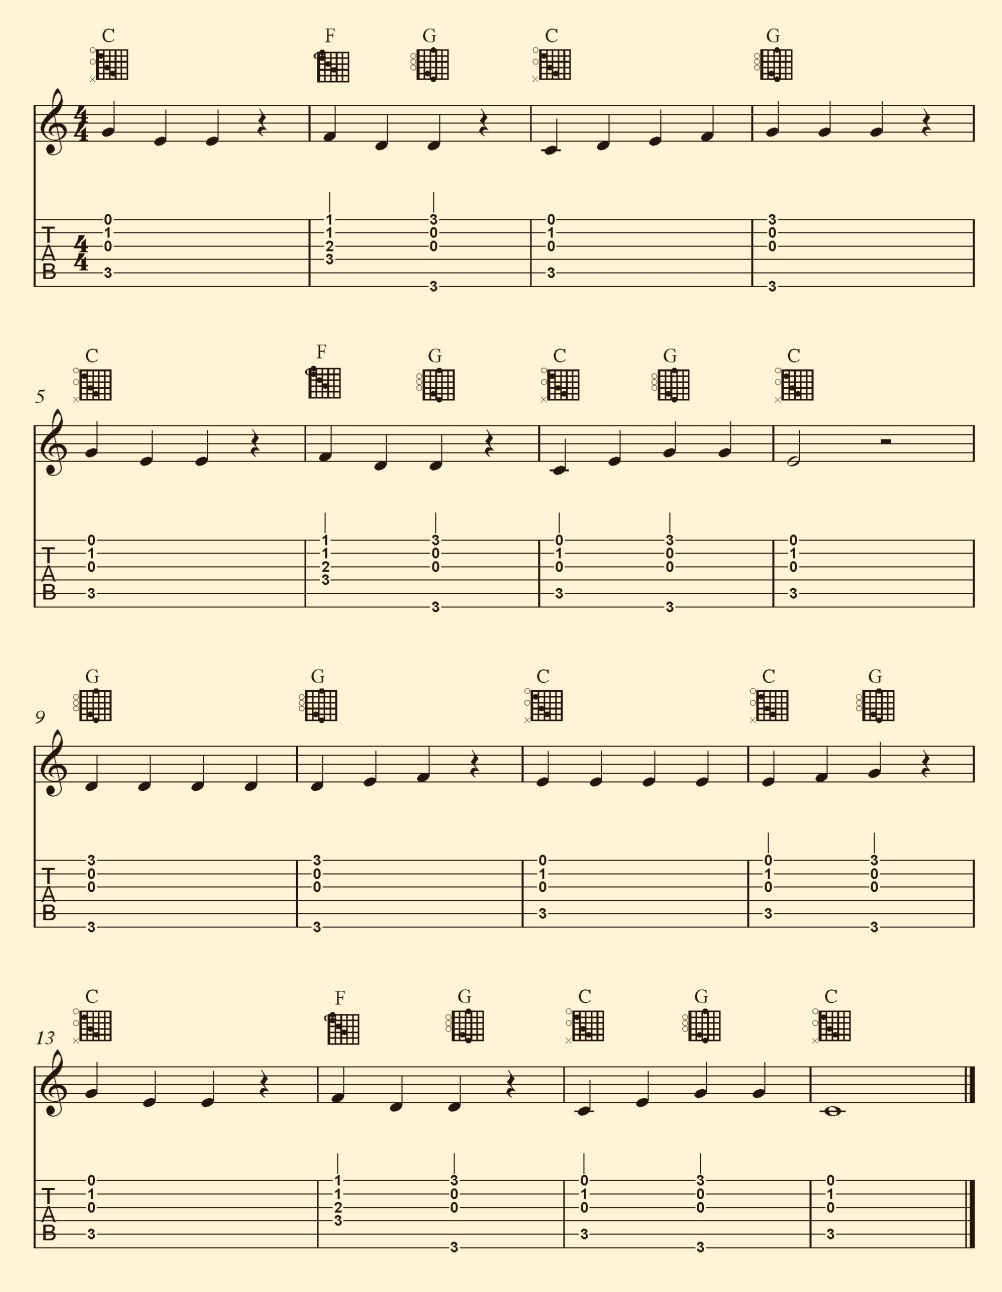 C F G C G
4
4
0 1 3 0 3
T 1 1 0 1 0
4 0 2 0 0 0
A 3
4
B 3 3
3 3
C F G C G C
5
0 1 3 0 3 0
T 1 1 0 1 0 1
0 2 0 0 0 0
A 3
B 3 3 3
3 3
G G C C G
9
3 3 0 0 3
T 0 0 1 1 0
0 0 0 0 0
A
B 3 3
3 3 3
C F G C G C
13
0 1 3 0 3 0
T 1 1 0 1 0 1
0 2 0 0 0 0
A 3
B 3 3 3
3 3